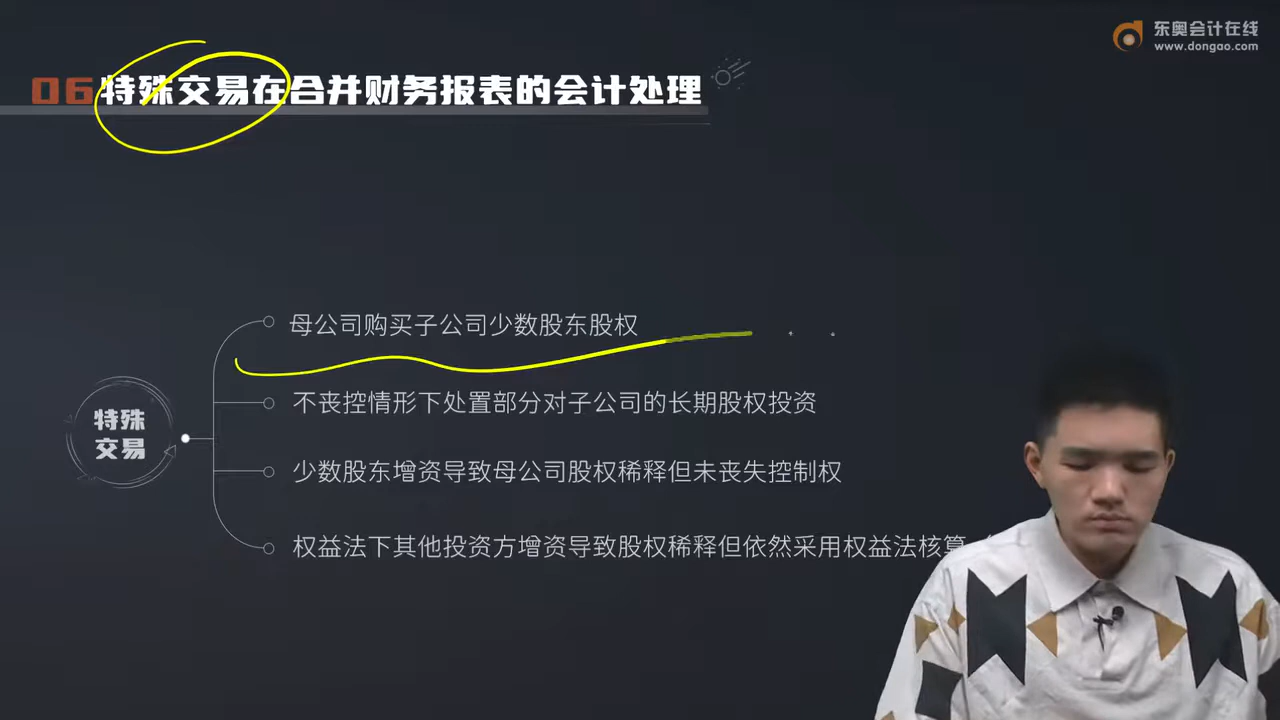 东奥会计在线
www.dongao.com
06 特殊交易在合并财务报表的会计处理
母公司购买子公司少数股东股权
不丧控情形下处置部分对子公司的长期股权投资
特殊
交易
少数股东增资导致母公司股权稀释但未丧失控制权
权益法下其他投资方增资导致股权稀释但依然采用权益法核算